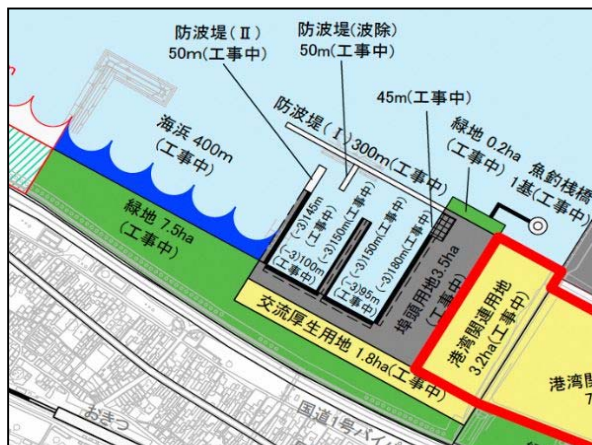 防波堤(Ⅱ)
50m(工事中)
防波堤(波除)
50m(工事中)
45m(工事中)
海浜 400m
(工事中)
防波堤(Ⅰ)300m(工事中)
緑地 0.2ha
(工事中)
魚釣桟橋
1基(工事中)
緑地 7.5ha
(工事中)
(-3)145m
(工事中)
(-3)100m
(工事中)
(-3)150m
(工事中)
(-3)150m
(工事中)
(-3)95m
(工事中)
(-3)180m
(工事中)
埠頭用地3.5ha
(工事中)
港湾関連用地
3.2ha(工事中)
交流厚生用地 1.8ha(工事中)
港湾関
7
おきつ
国道1号バイパ